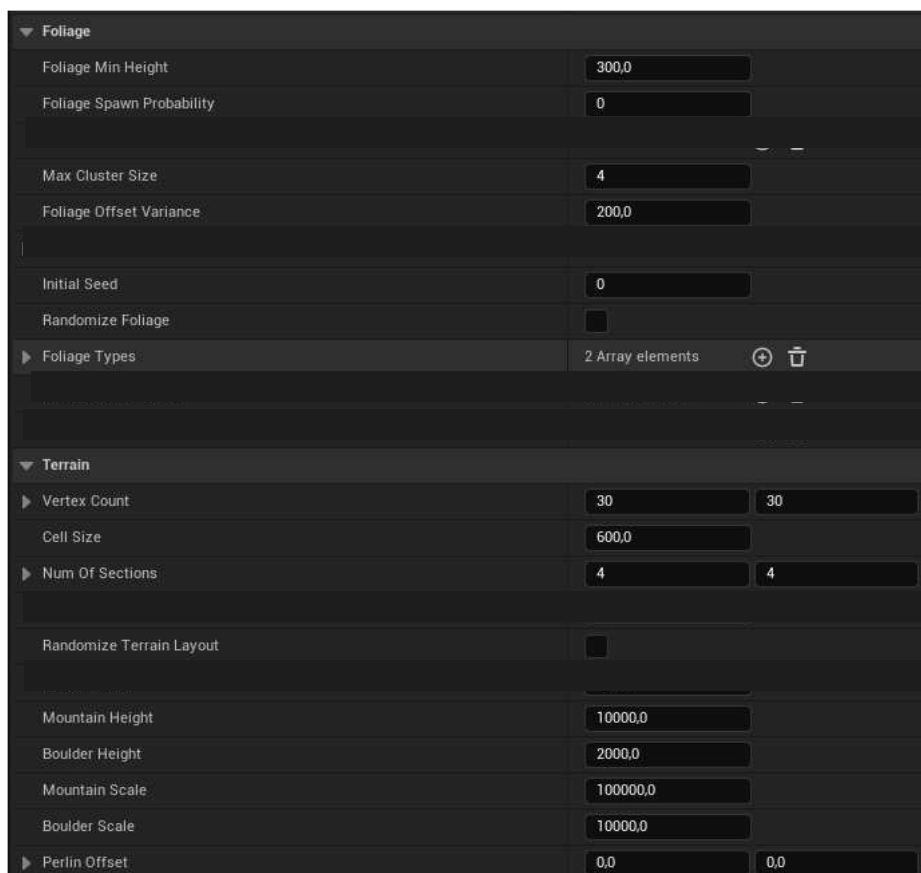 Foliage
Foliage Min Height 300,0
Foliage Spawn Probability 0
Max Cluster Size 4
Foliage Offset Variance 200,0
Initial Seed 0
Randomize Foliage
Foliage Types 2 Array elements
Terrain
Vertex Count 30 30
Cell Size 600,0
Num Of Sections 4 4
Randomize Terrain Layout
Mountain Height 10000,0
Boulder Height 2000,0
Mountain Scale 100000,0
Boulder Scale 10000,0
Perlin Offset 0,0 0,0